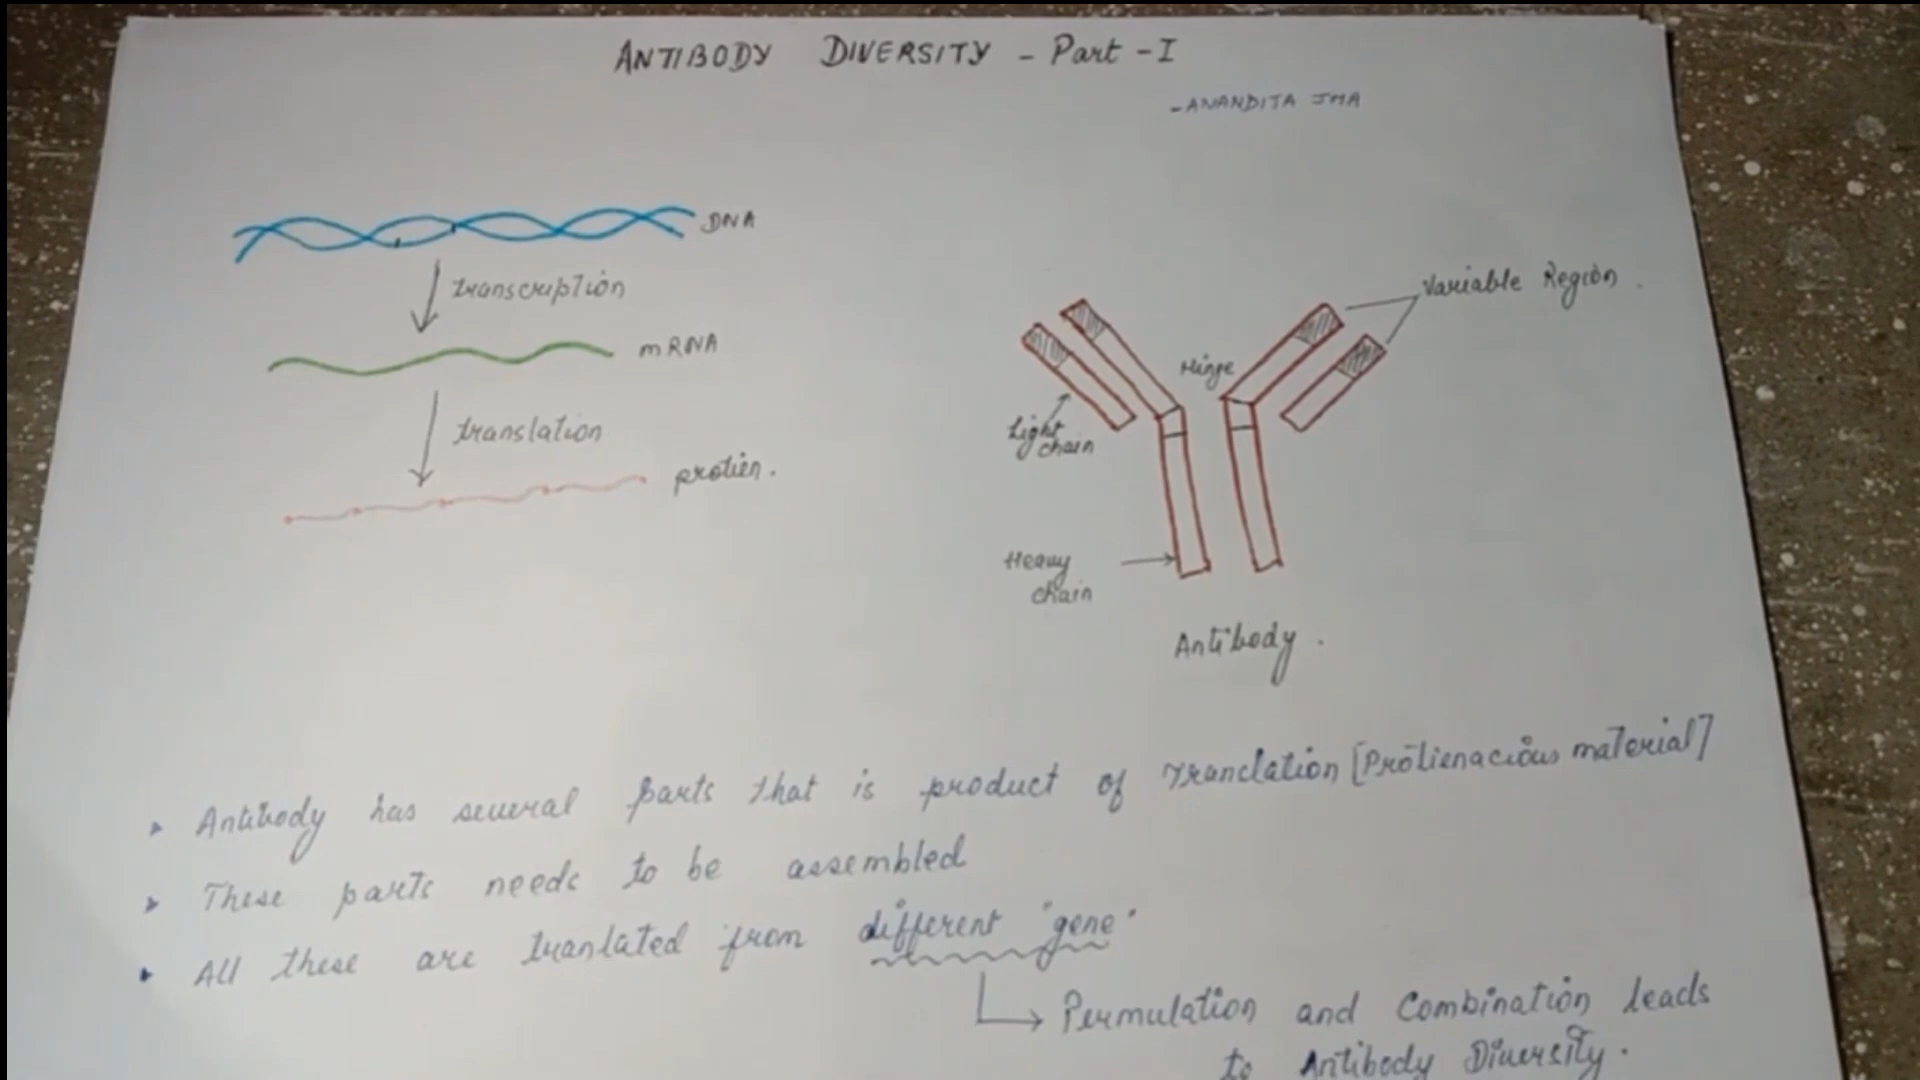 ANTIBODY DIVERSITY - Part - I
- ANANDITA JHA
DNA
transcription
mRNA
translation
protien.
Variable Region.
Hinge
Light chain
Heavy chain
Antibody.
Antibody has several parts that is product of Translation [Protienacious material]
These parts needs to be assembled
All these are tranlated from different "gene"
Permulation and Combination leads
to Antibody Diversity.